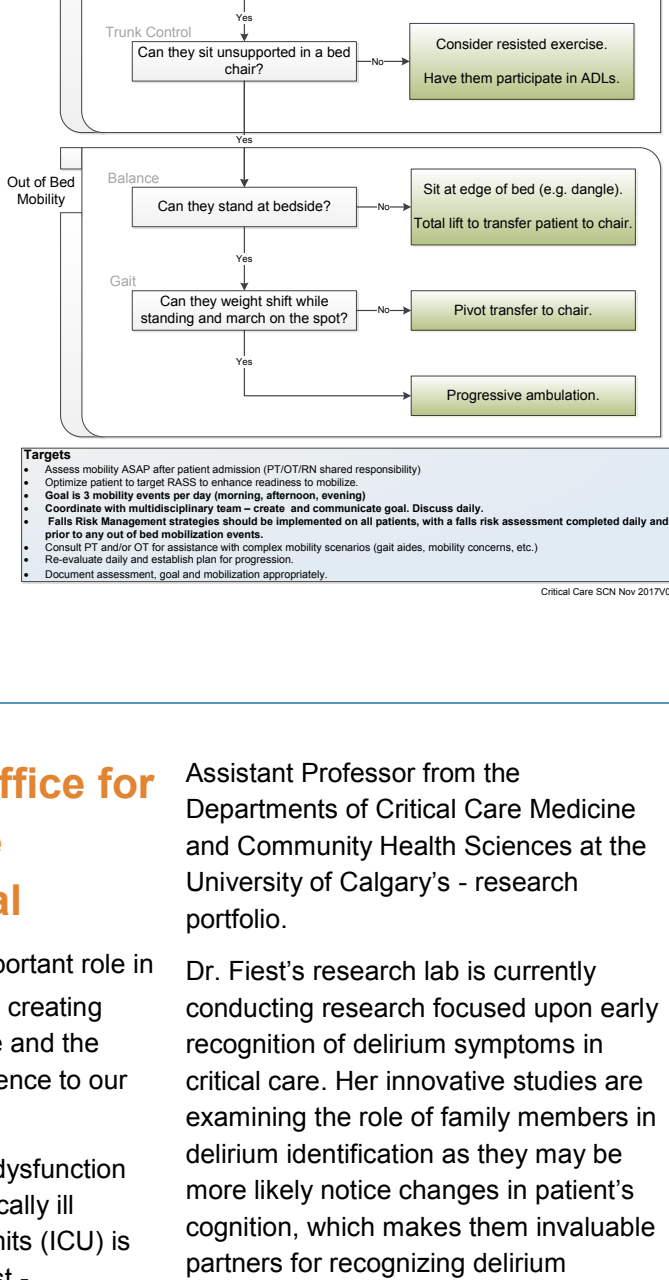 Yes
Trunk Control
Can they sit unsupported in a bed
chair?
No
Consider resisted exercise.
Have them participate in ADLs.
Yes
Out of Bed
Mobility
Balance
Can they stand at bedside?
No
Sit at edge of bed (e.g. dangle).
Total lift to transfer patient to chair.
Yes
Gait
Can they weight shift while
standing and march on the spot?
No
Pivot transfer to chair.
Yes
Progressive ambulation.
Targets
• Assess mobility ASAP after patient admission (PT/OT/RN shared responsibility)
• Optimize patient to target RASS to enhance readiness to mobilize.
• Goal is 3 mobility events per day (morning, afternoon, evening)
• Coordinate with multidisciplinary team – create and communicate goal. Discuss daily.
• Falls Risk Management strategies should be implemented on all patients, with a falls risk assessment completed daily and
prior to any out of bed mobilization events.
• Consult PT and/or OT for assistance with complex mobility scenarios (gait aides, mobility concerns, etc.)
• Re-evaluate daily and establish plan for progression.
• Document assessment, goal and mobilization appropriately.
Critical Care SCN Nov 2017V0
for
portant role in
creating
and the
ence to our
dysfunction
cally ill
nits (ICU) is
st -
Assistant Professor from the
Departments of Critical Care Medicine
and Community Health Sciences at the
University of Calgary's - research
portfolio.
Dr. Fiest's research lab is currently
conducting research focused upon early
recognition of delirium symptoms in
critical care. Her innovative studies are
examining the role of family members in
delirium identification as they may be
more likely notice changes in patient's
cognition, which makes them invaluable
partners for recognizing delirium